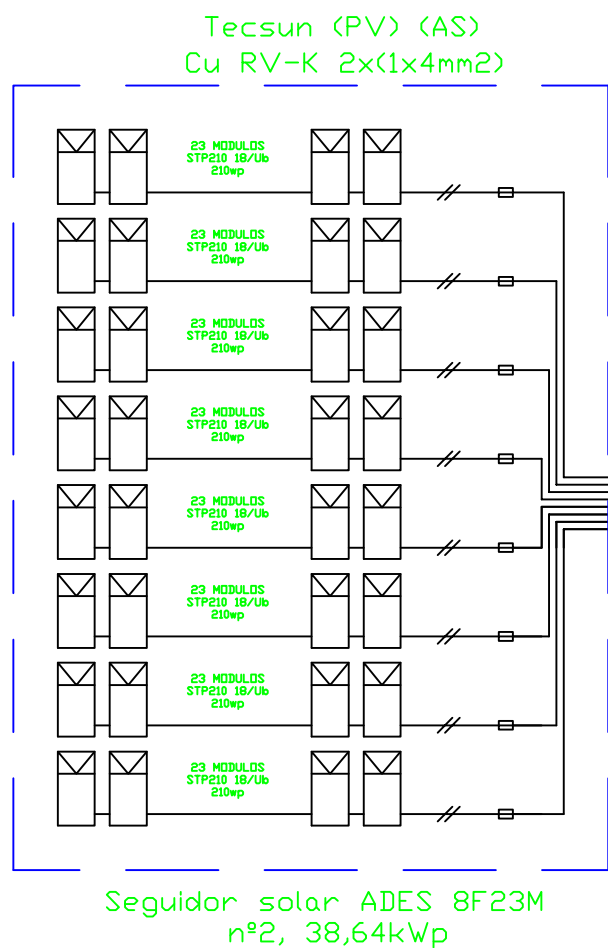 Tecsun (PV) (AS)
Cu RV-K 2x(1x4mm2)
23 MODULOS
STP210 18/Ub
210wp
23 MODULOS
STP210 18/Ub
210wp
23 MODULOS
STP210 18/Ub
210wp
23 MODULOS
STP210 18/Ub
210wp
23 MODULOS
STP210 18/Ub
210wp
23 MODULOS
STP210 18/Ub
210wp
23 MODULOS
STP210 18/Ub
210wp
23 MODULOS
STP210 18/Ub
210wp
Seguidor solar ADES 8F23M
nº2, 38,64kWp